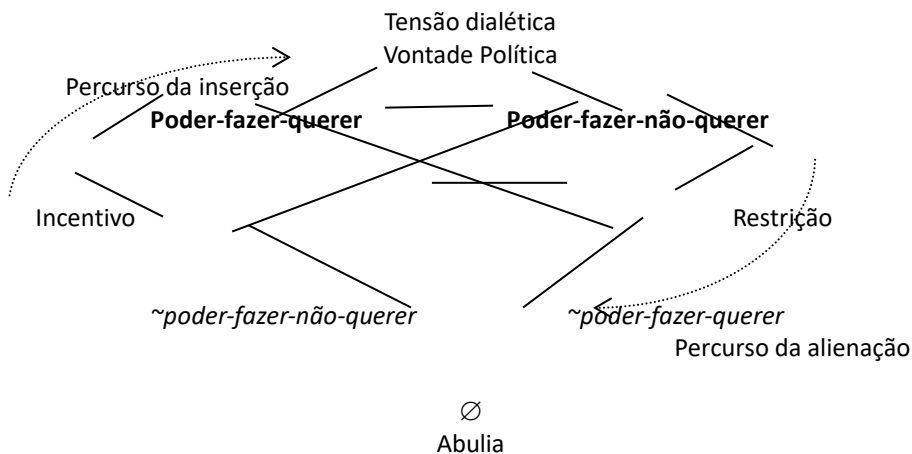 Tensão dialética
Vontade Política
Percurso da inserção
Poder-fazer-querer Poder-fazer-não-querer
Incentivo Restrição
~poder-fazer-não-querer ~poder-fazer-querer
Percurso da alienação
∅
Abulia